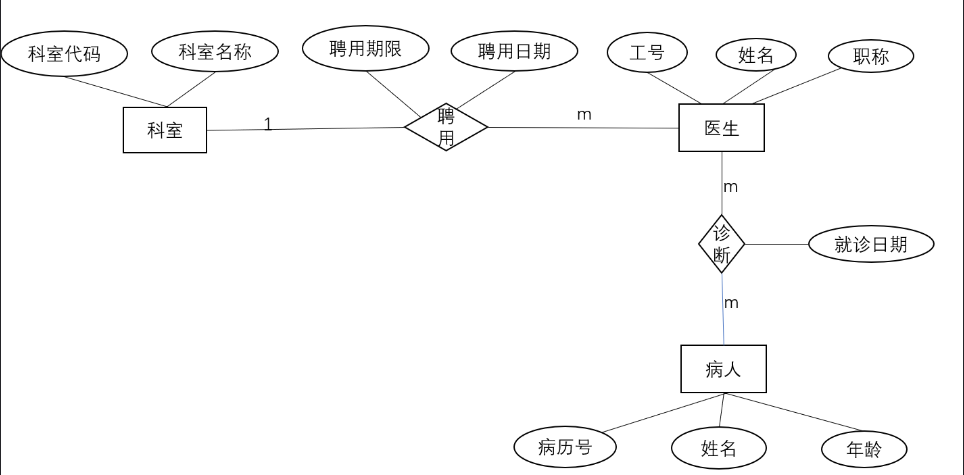 科室代码
科室名称
聘用期限
聘用日期
工号
姓名
职称
科室
1
聘
用
m
医生
m
诊
断
就诊日期
m
病人
病历号
姓名
年龄